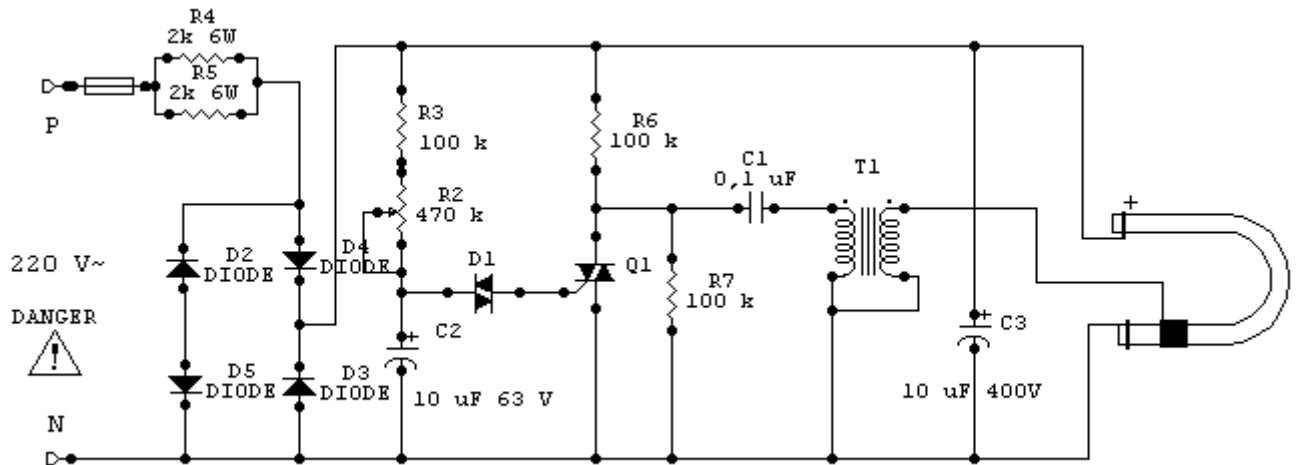 R4
2k 6W
R5
2k 6W
P
R3
100 k
R2
470 k
R6
100 k
C1
0,1 uF
T1
+
220 V~
D2
DIODE
D4
DIODE
D1
Q1
R7
100 k
DANGER
!
+
C2
+
C3
D5
DIODE
D3
DIODE
10 uF 63 V
10 uF 400V
N